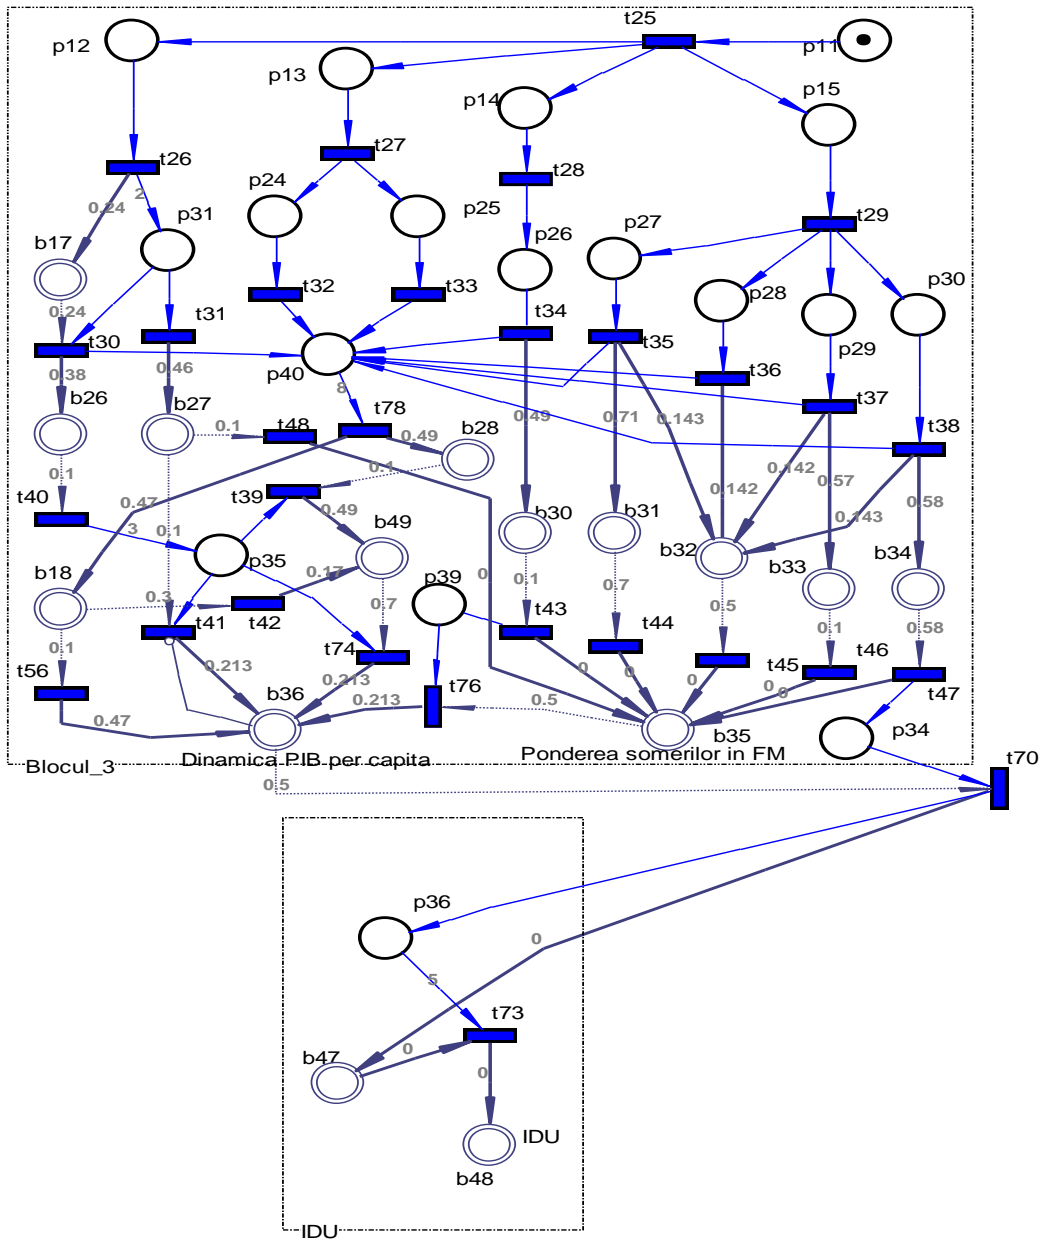 t25
p12
p11
p13
p15
p14
t27
t26
t28
p24
2
0.24
p31
p25
p27
t29
b17
p26
p30
p28
t32
t33
0.24
t31
t34
t35
t30
p29
p40
t36
0.38
0.46
8
b26
b27
t37
t78
0.1
t48
0.49
b28
0.49
0.71
0.143
t38
0.1
0.1
0.142
0.57
t40
t39
0.47
0.49
0.142
0.58
3
0.1
b49
b30
b31
0.143
p35
b32
b34
b18
0.17
p39
0
b33
0.1
0.7
0.3
t42
0.7
0.5
0.1
0.58
t41
t43
t44
0.1
t74
t46
t56
0.213
0.213
0
0
0
t45
0
0
t76
t47
0.213
0.5
b36
0.47
b35
p34
Dinamica PIB per capita
Ponderea somerilor in FM
Blocul_3
t70
0.5
p36
0
5
t73
b47
0
0
IDU
b48
IDU